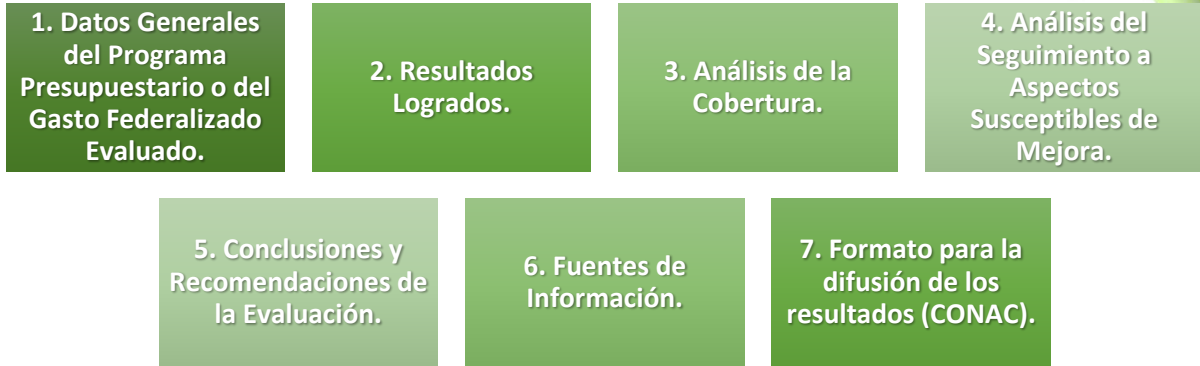 1. Datos Generales
del Programa
Presupuestario o del
Gasto Federalizado
Evaluado.
2. Resultados
Logrados.
3. Análisis de la
Cobertura.
4. Análisis del
Seguimiento a
Aspectos
Susceptibles de
Mejora.
5. Conclusiones y
Recomendaciones de
la Evaluación.
6. Fuentes de
Información.
7. Formato para la
difusión de los
resultados (CONAC).